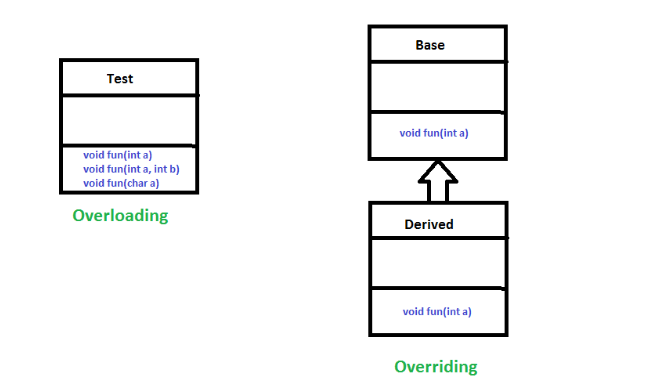 Test
void fun(int a)
void fun(int a, int b)
void fun(char a)
Overloading
Base
void fun(int a)
Derived
void fun(int a)
Overriding